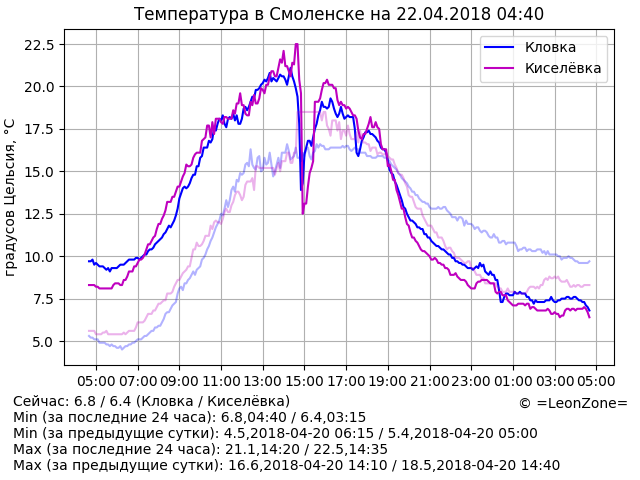 Температура в Смоленске на 22.04.2018 04:40
градусов Цельсия, °C
22.5
20.0
17.5
15.0
12.5
10.0
7.5
5.0
Кловка
Киселёвка
05:00 07:00 09:00 11:00 13:00 15:00 17:00 19:00 21:00 23:00 01:00 03:00 05:00
Сейчас: 6.8 / 6.4 (Кловка / Киселёвка)
© =LeonZone=
Min (за последние 24 часа): 6.8,04:40 / 6.4,03:15
Min (за предыдущие сутки): 4.5,2018-04-20 06:15 / 5.4,2018-04-20 05:00
Max (за последние 24 часа): 21.1,14:20 / 22.5,14:35
Max (за предыдущие сутки): 16.6,2018-04-20 14:10 / 18.5,2018-04-20 14:40